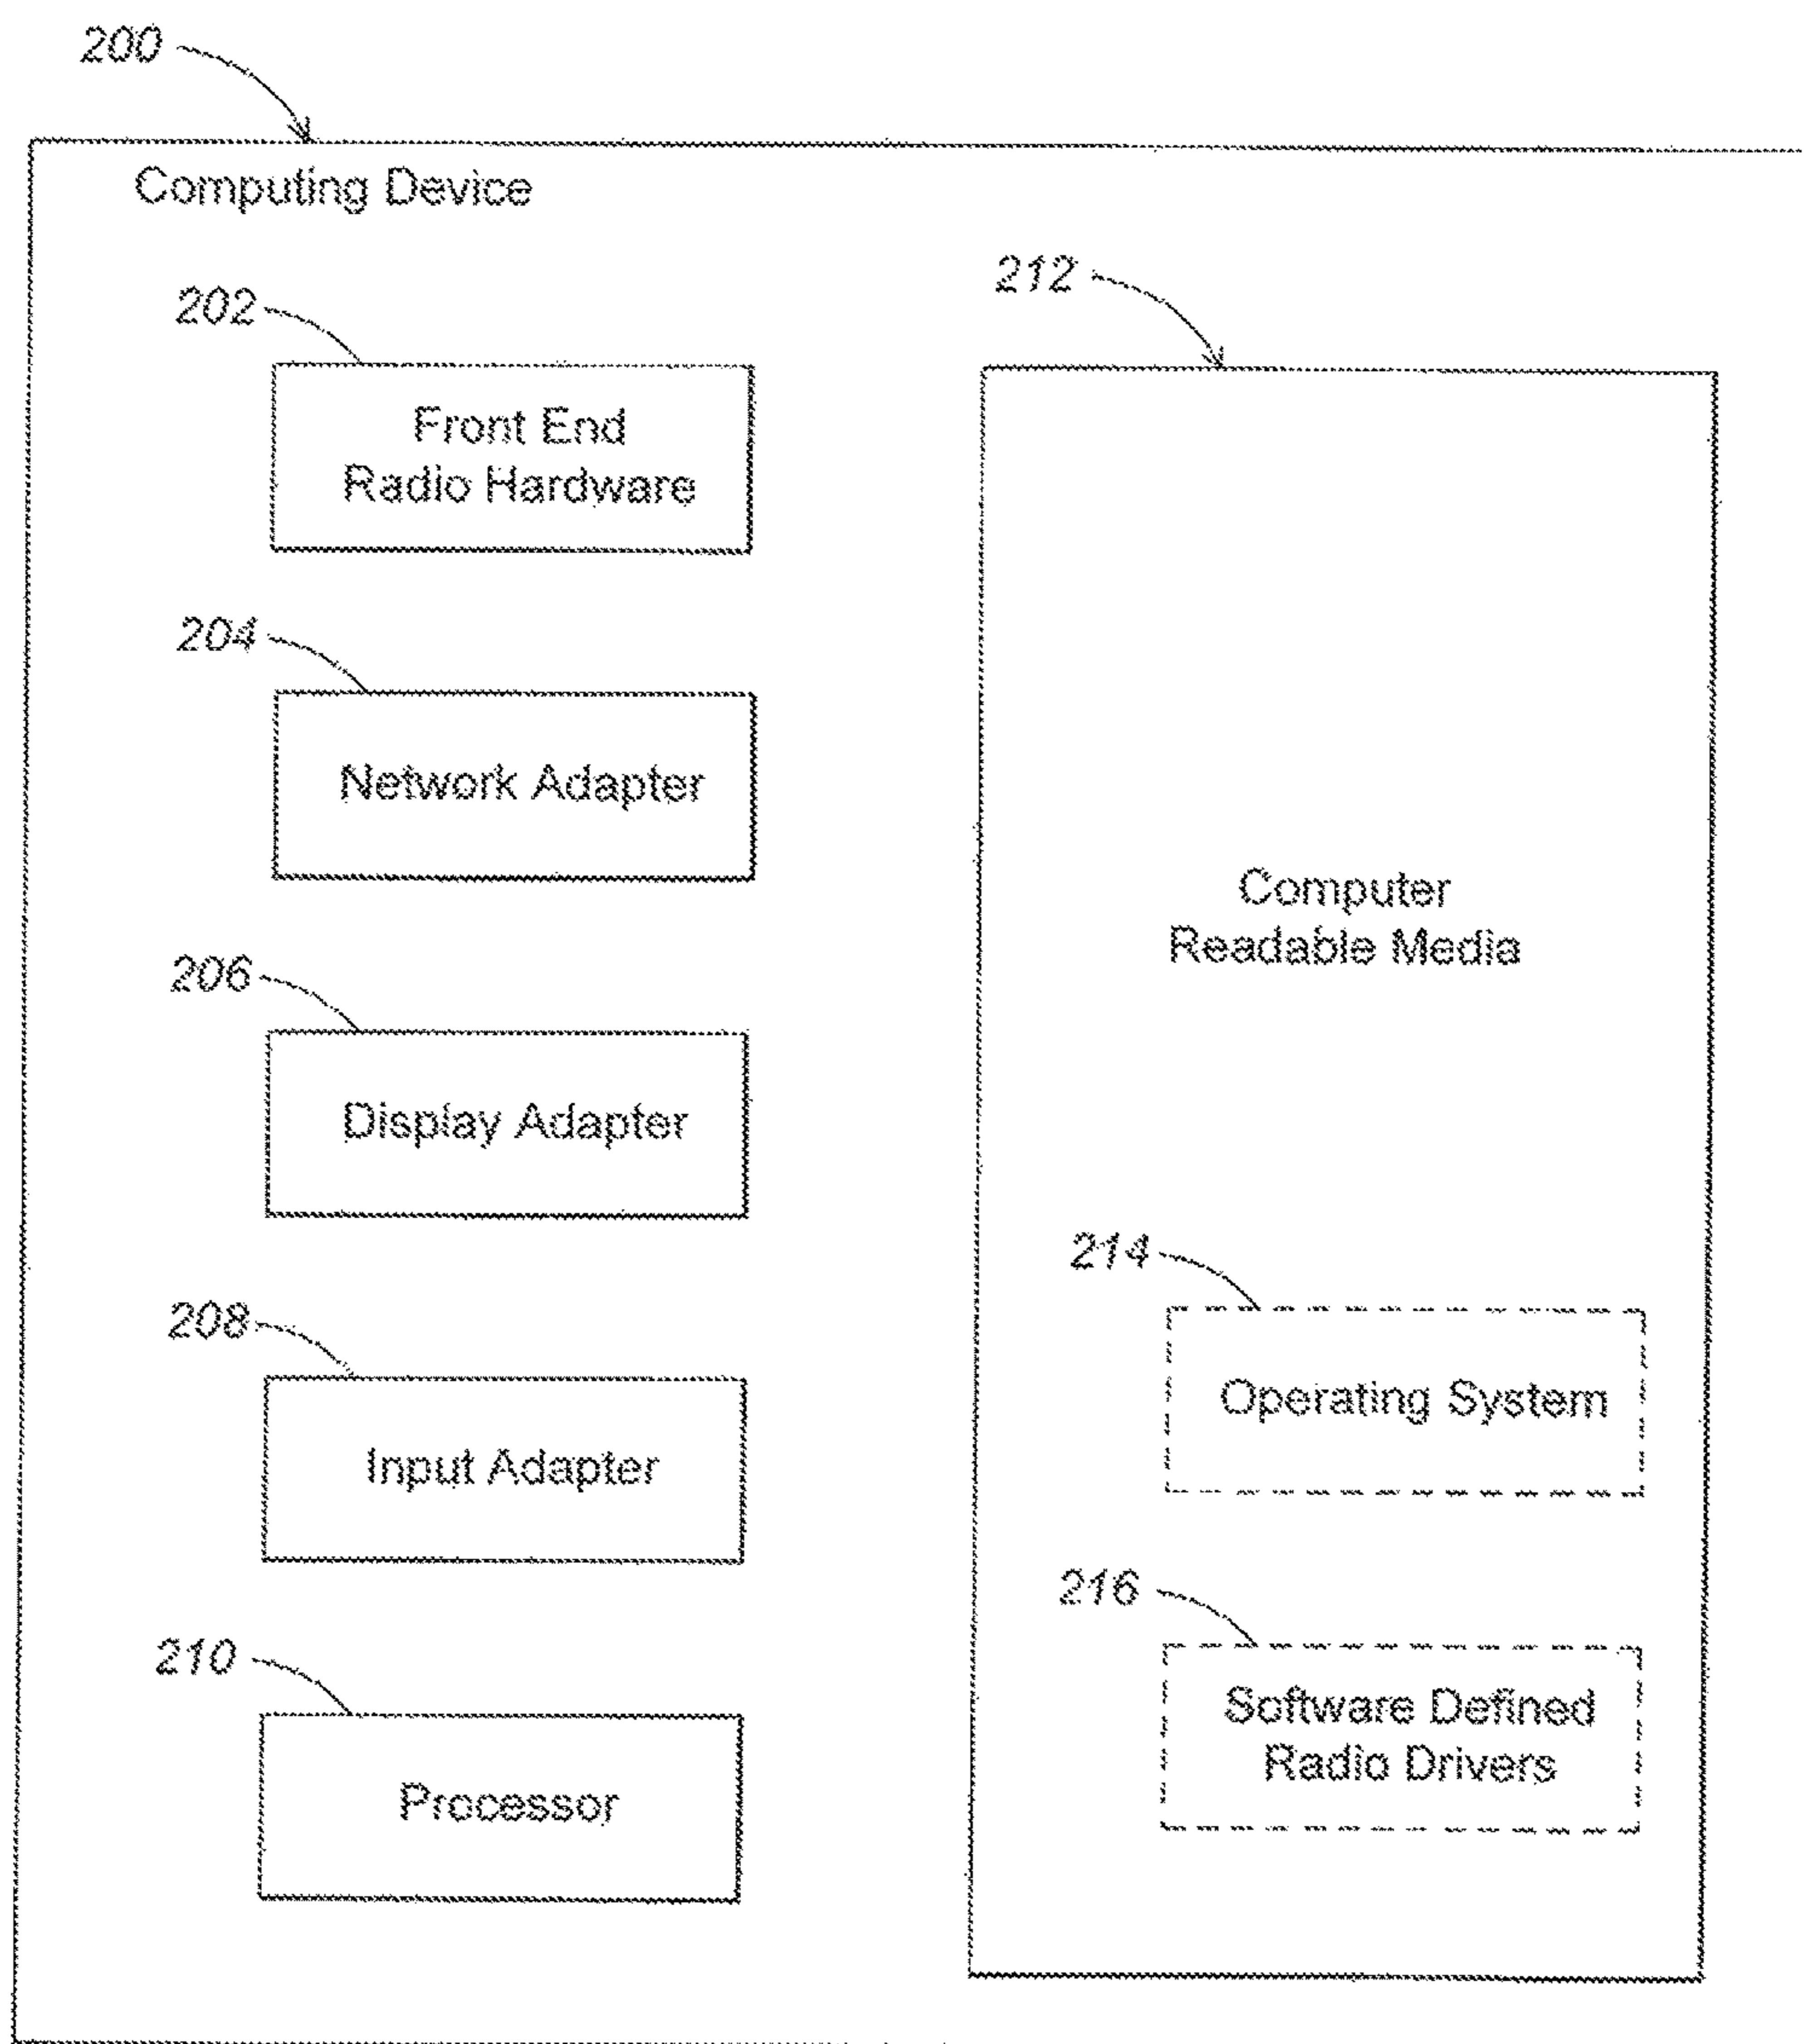 200
Computing Device
202
Front End
Radio Hardware
204
Network Adapter
206
Display Adapter
208
Input Adapter
210
Processor
212
Computer
Readable Media
214
Operating System
216
Software Defined
Radio Drivers